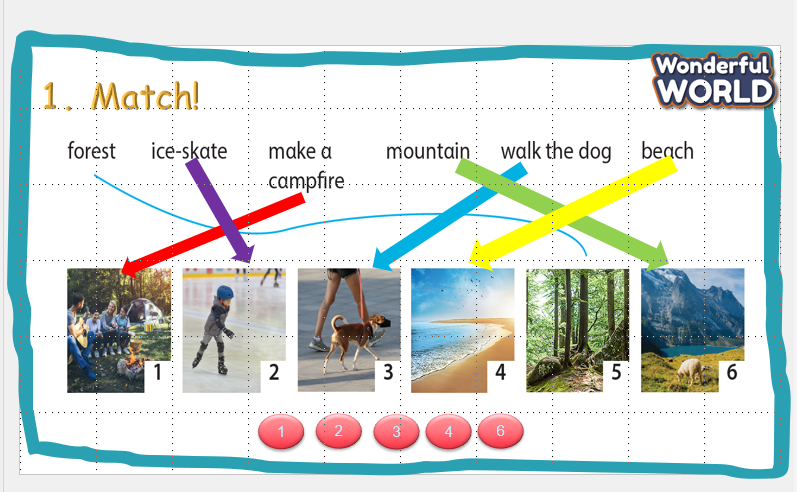 Wonderful
WORLD
1. Match!
forest ice-skate make a mountain walk the dog beach
campfire
1 2 3 4 5 6
1 2 3 4 6